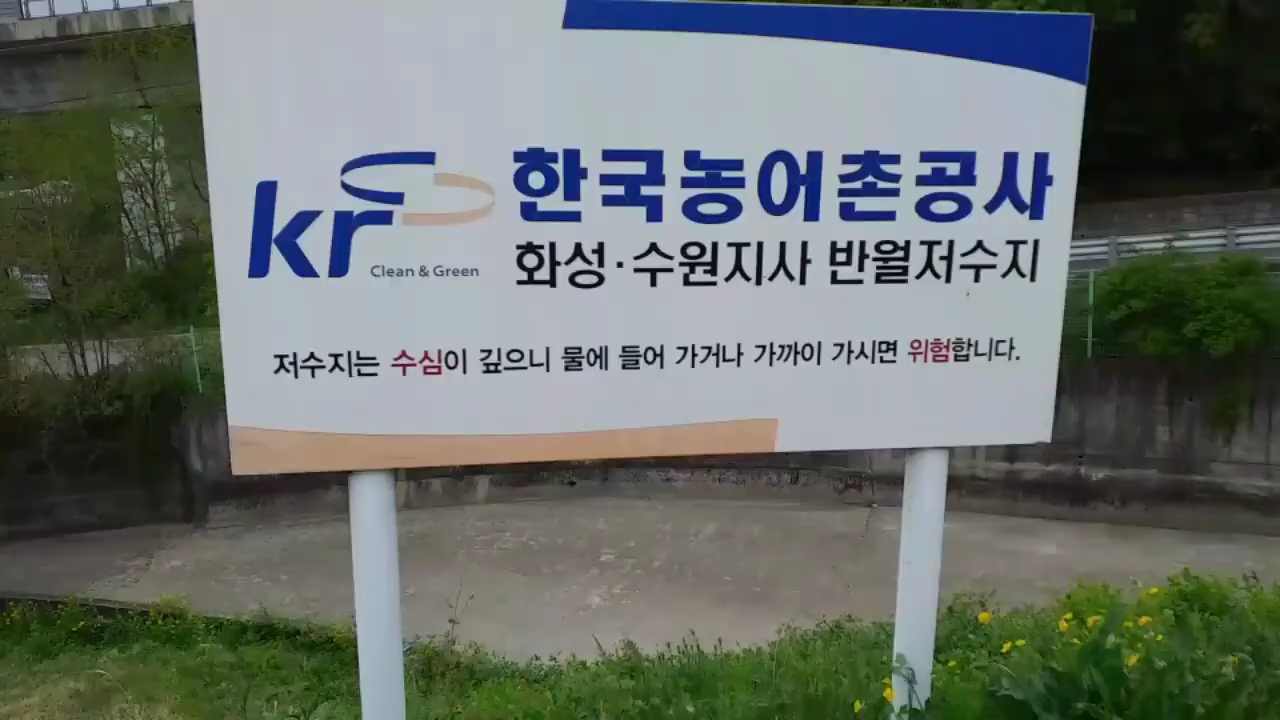 kr
Clean & Green
한국농어촌공사
화성·수원지사 반월저수지
저수지는 수심이 깊으니 물에 들어 가거나 가까이 가시면 위험합니다.